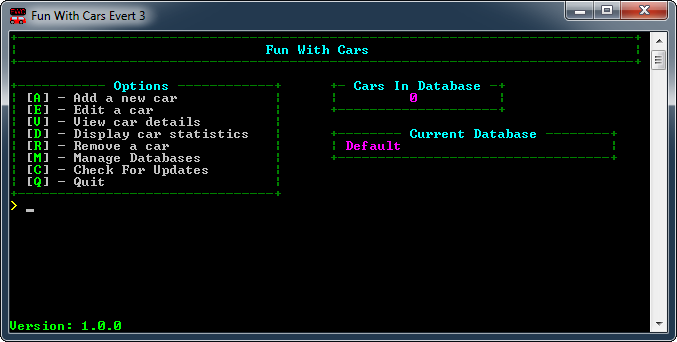 Fun With Cars Evert 3
Fun With Cars
Options
[A] - Add a new car
[E] - Edit a car
[V] - View car details
[D] - Display car statistics
[R] - Remove a car
[M] - Manage Databases
[C] - Check For Updates
[Q] - Quit
Cars In Database
0
Current Database
Default
> _
Version: 1.0.0